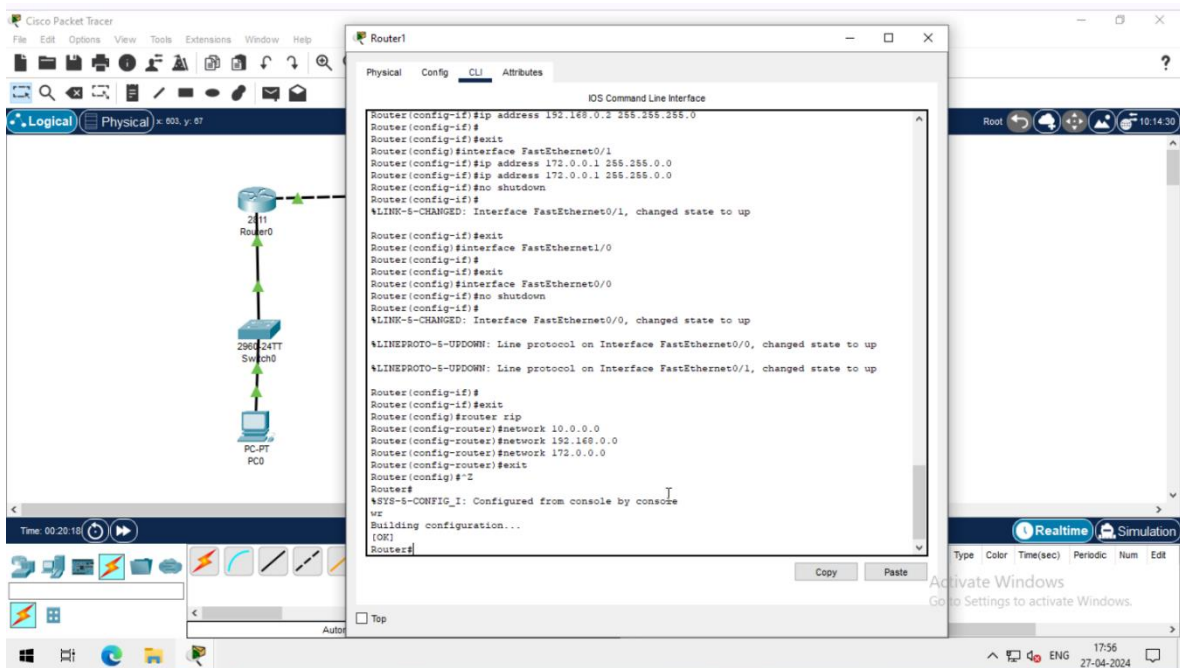 Cisco Packet Tracer
File Edit Options View Tools Extensions Window Help
?
Logical Physical x: 603, y: 67
Root 10:14:30
2811
Router0
2960-24TT
Switch0
PC-PT
PC0
Router1
Physical Config CLI Attributes
IOS Command Line Interface
Router(config-if)#ip address 192.168.0.2 255.255.255.0
Router(config-if)#
Router(config-if)#exit
Router(config)#interface FastEthernet0/1
Router(config-if)#ip address 172.0.0.1 255.255.0.0
Router(config-if)#ip address 172.0.0.1 255.255.0.0
Router(config-if)#no shutdown
Router(config-if)#
%LINK-5-CHANGED: Interface FastEthernet0/1, changed state to up
Router(config-if)#exit
Router(config)#interface FastEthernet1/0
Router(config-if)#
Router(config-if)#exit
Router(config)#interface FastEthernet0/0
Router(config-if)#no shutdown
Router(config-if)#
%LINK-5-CHANGED: Interface FastEthernet0/0, changed state to up
%LINEPROTO-5-UPDOWN: Line protocol on Interface FastEthernet0/0, changed state to up
%LINEPROTO-5-UPDOWN: Line protocol on Interface FastEthernet0/1, changed state to up
Router(config-if)#
Router(config-if)#exit
Router(config)#router rip
Router(config-router)#network 10.0.0.0
Router(config-router)#network 192.168.0.0
Router(config-router)#network 172.0.0.0
Router(config-router)#exit
Router(config)#^Z
Router#
%SYS-5-CONFIG_I: Configured from console by console
wr
Building configuration...
[OK]
Router#
Copy Paste
Top
Time: 00:20:18
Realtime Simulation
Type Color Time(sec) Periodic Num Edit
Activate Windows
Go to Settings to activate Windows.
ENG
17:56
27-04-2024